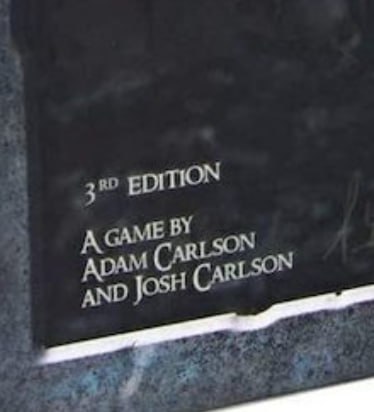 3RD EDITION
A GAME BY
ADAM CARLSON
AND JOSH CARLSON